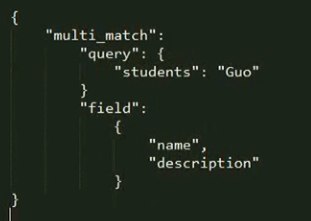 {
"multi_match":
"query": {
"students": "Guo"
}
"field":
{
"name",
"description"
}
}